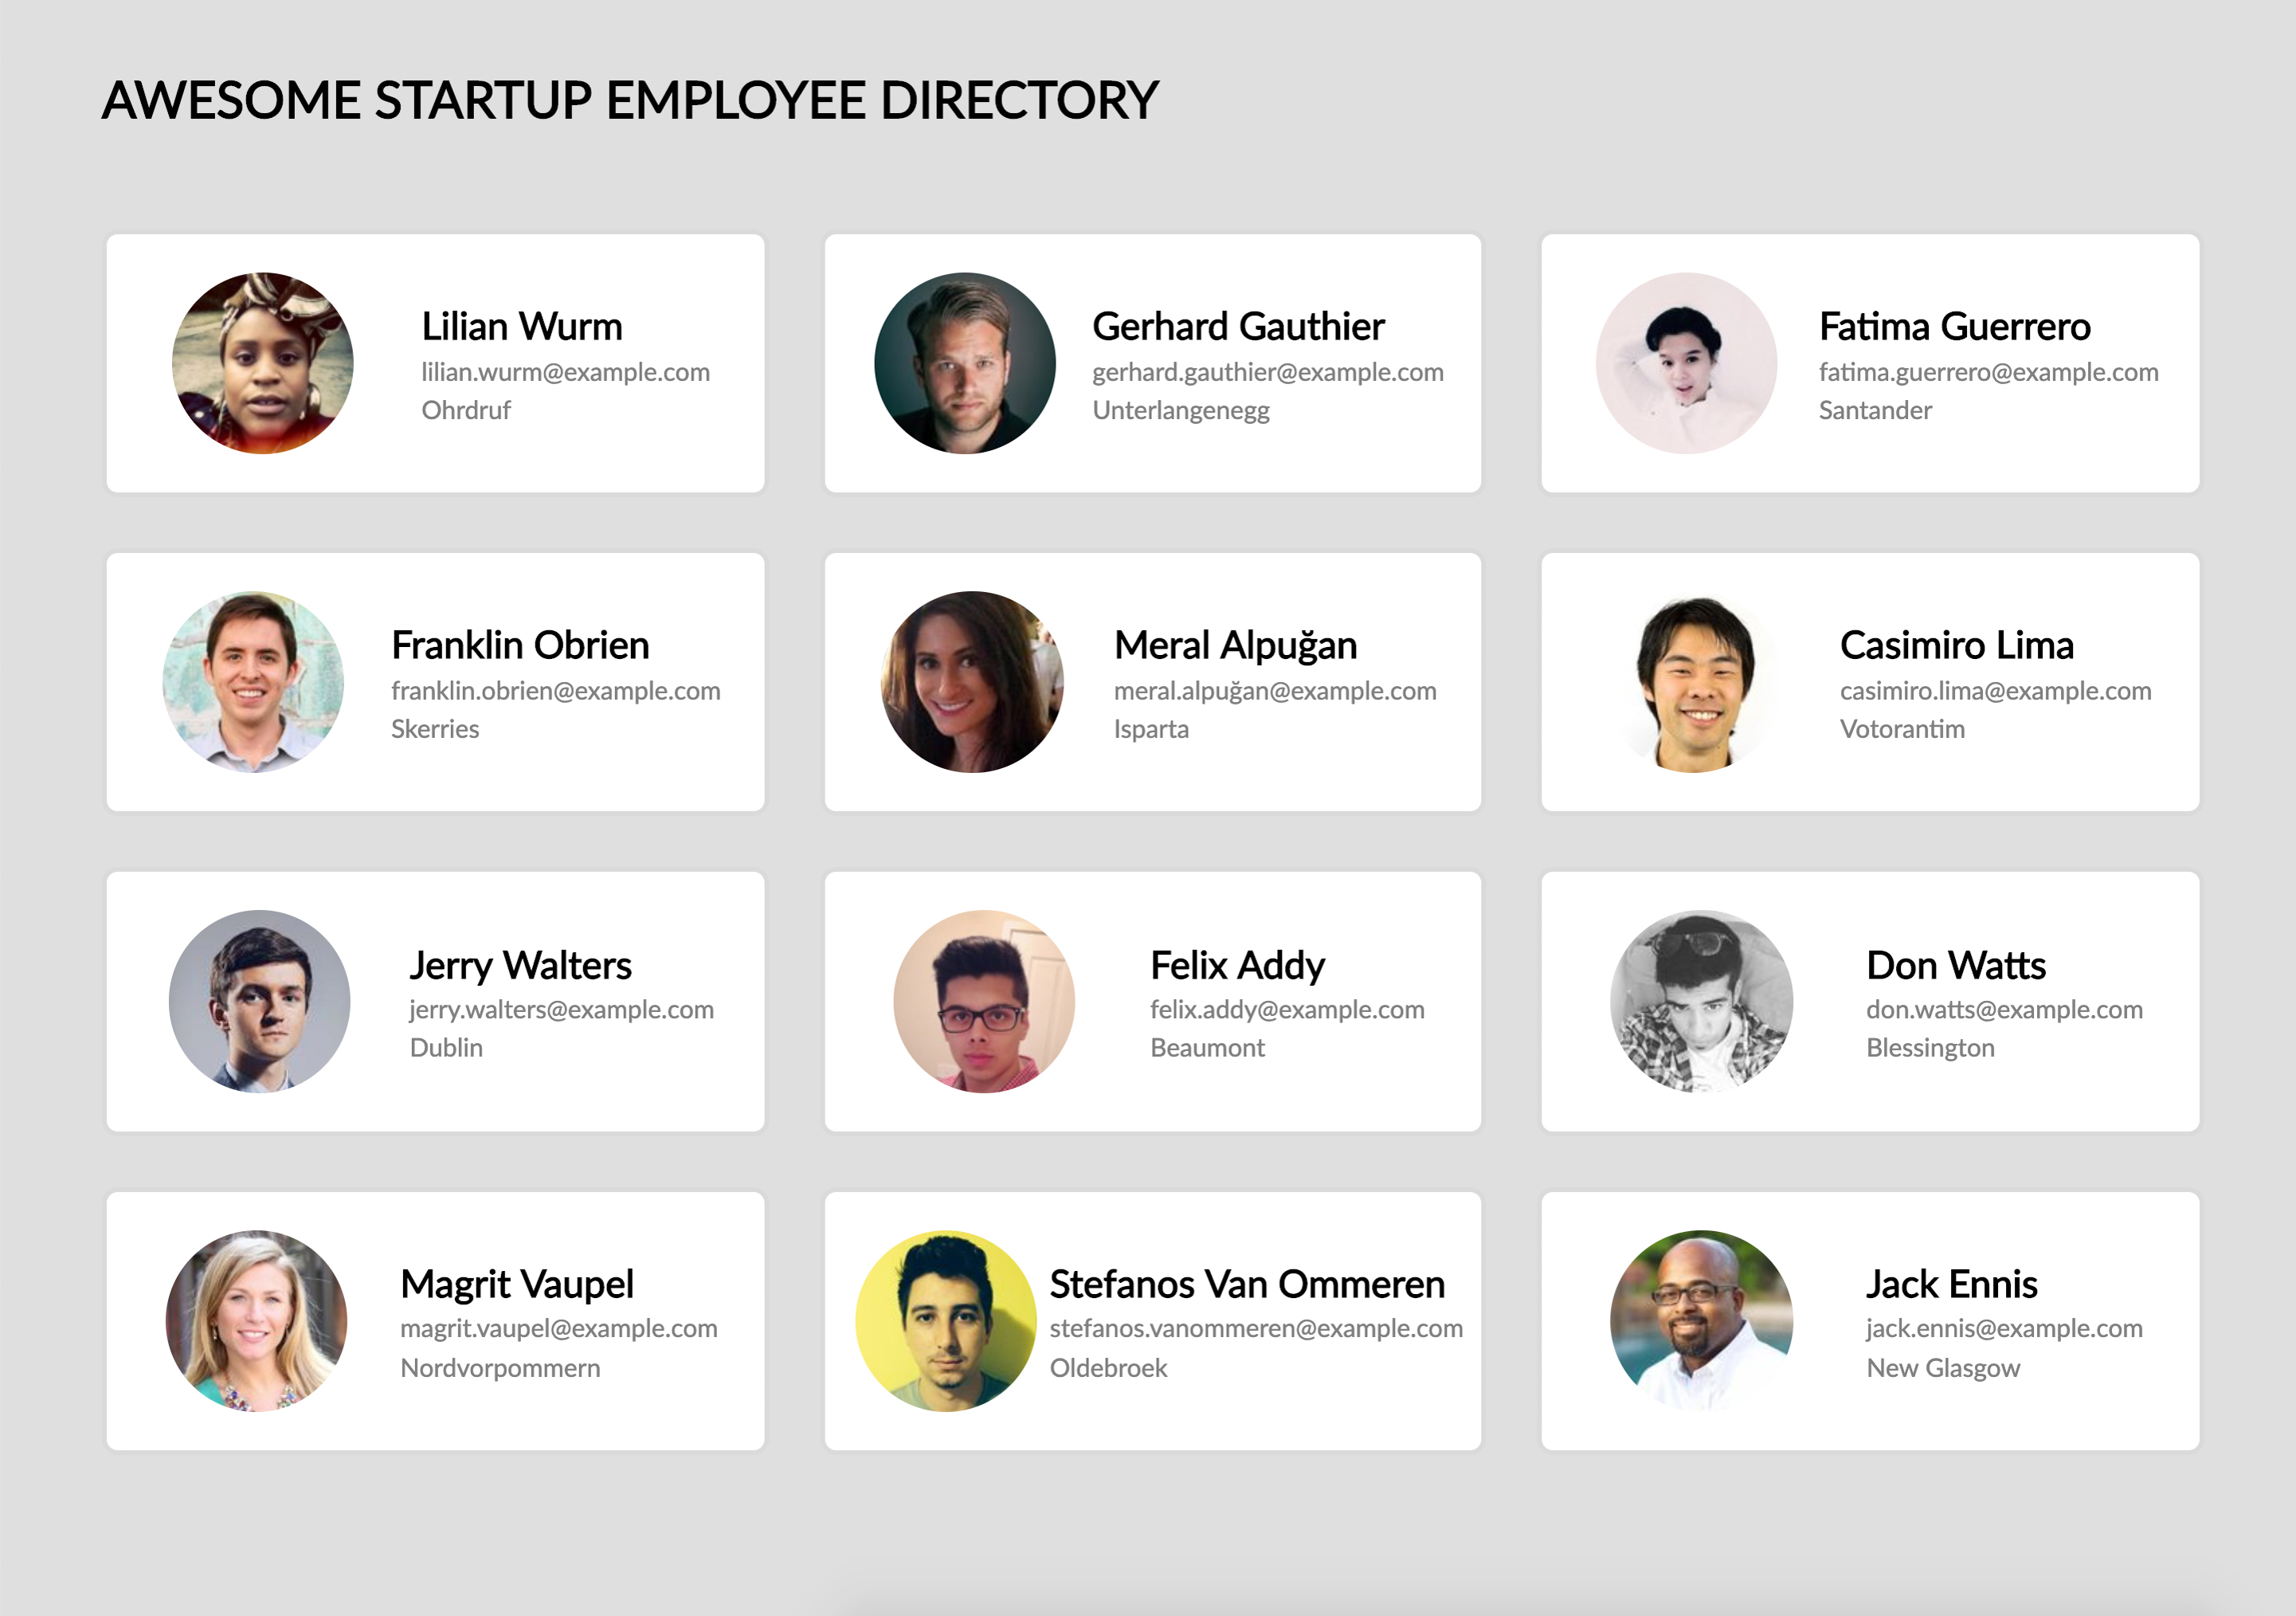 AWESOME STARTUP EMPLOYEE DIRECTORY
Lilian Wurm
lilian.wurm@example.com
Ohrdruf
Gerhard Gauthier
gerhard.gauthier@example.com
Unterlangenegg
Fatima Guerrero
fatima.guerrero@example.com
Santander
Franklin Obrien
franklin.obrien@example.com
Skerries
Meral Alpuğan
meral.alpuğan@example.com
Isparta
Casimiro Lima
casimiro.lima@example.com
Votorantim
Jerry Walters
jerry.walters@example.com
Dublin
Felix Addy
felix.addy@example.com
Beaumont
Don Watts
don.watts@example.com
Blessington
Magrit Vaupel
magrit.vaupel@example.com
Nordvorpommern
Stefanos Van Ommeren
stefanos.vanommeren@example.com
Oldebroek
Jack Ennis
jack.ennis@example.com
New Glasgow